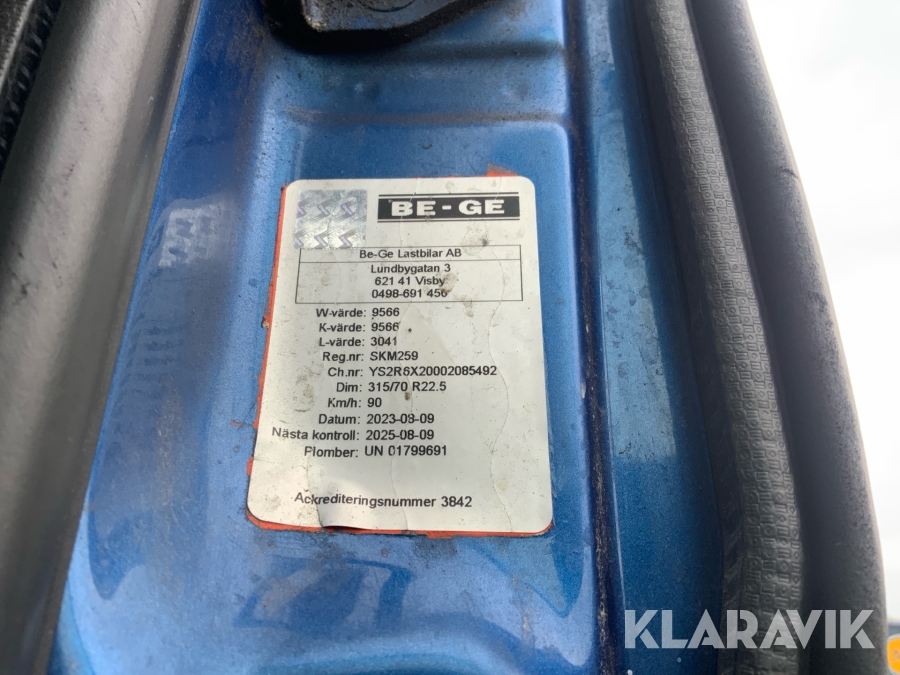 BE-GE
Be-Ge Lastbilar AB
Lundbygatan 3
621 41 Visby
0498-691 450
W-värde: 9566
K-värde: 9566
L-värde: 3041
Reg.nr: SKM259
Ch.nr: YS2R6X20002085492
Dim: 315/70 R22.5
Km/h: 90
Datum: 2023-08-09
Nästa kontroll: 2025-08-09
Plomber: UN 01799691
Ackrediteringsnummer 3842
KLARAVIK